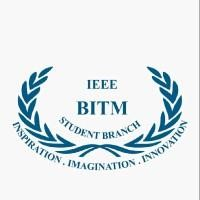 IEEE
BITM
STUDENT BRANCH
INSPIRATION . IMAGINATION . INNOVATION